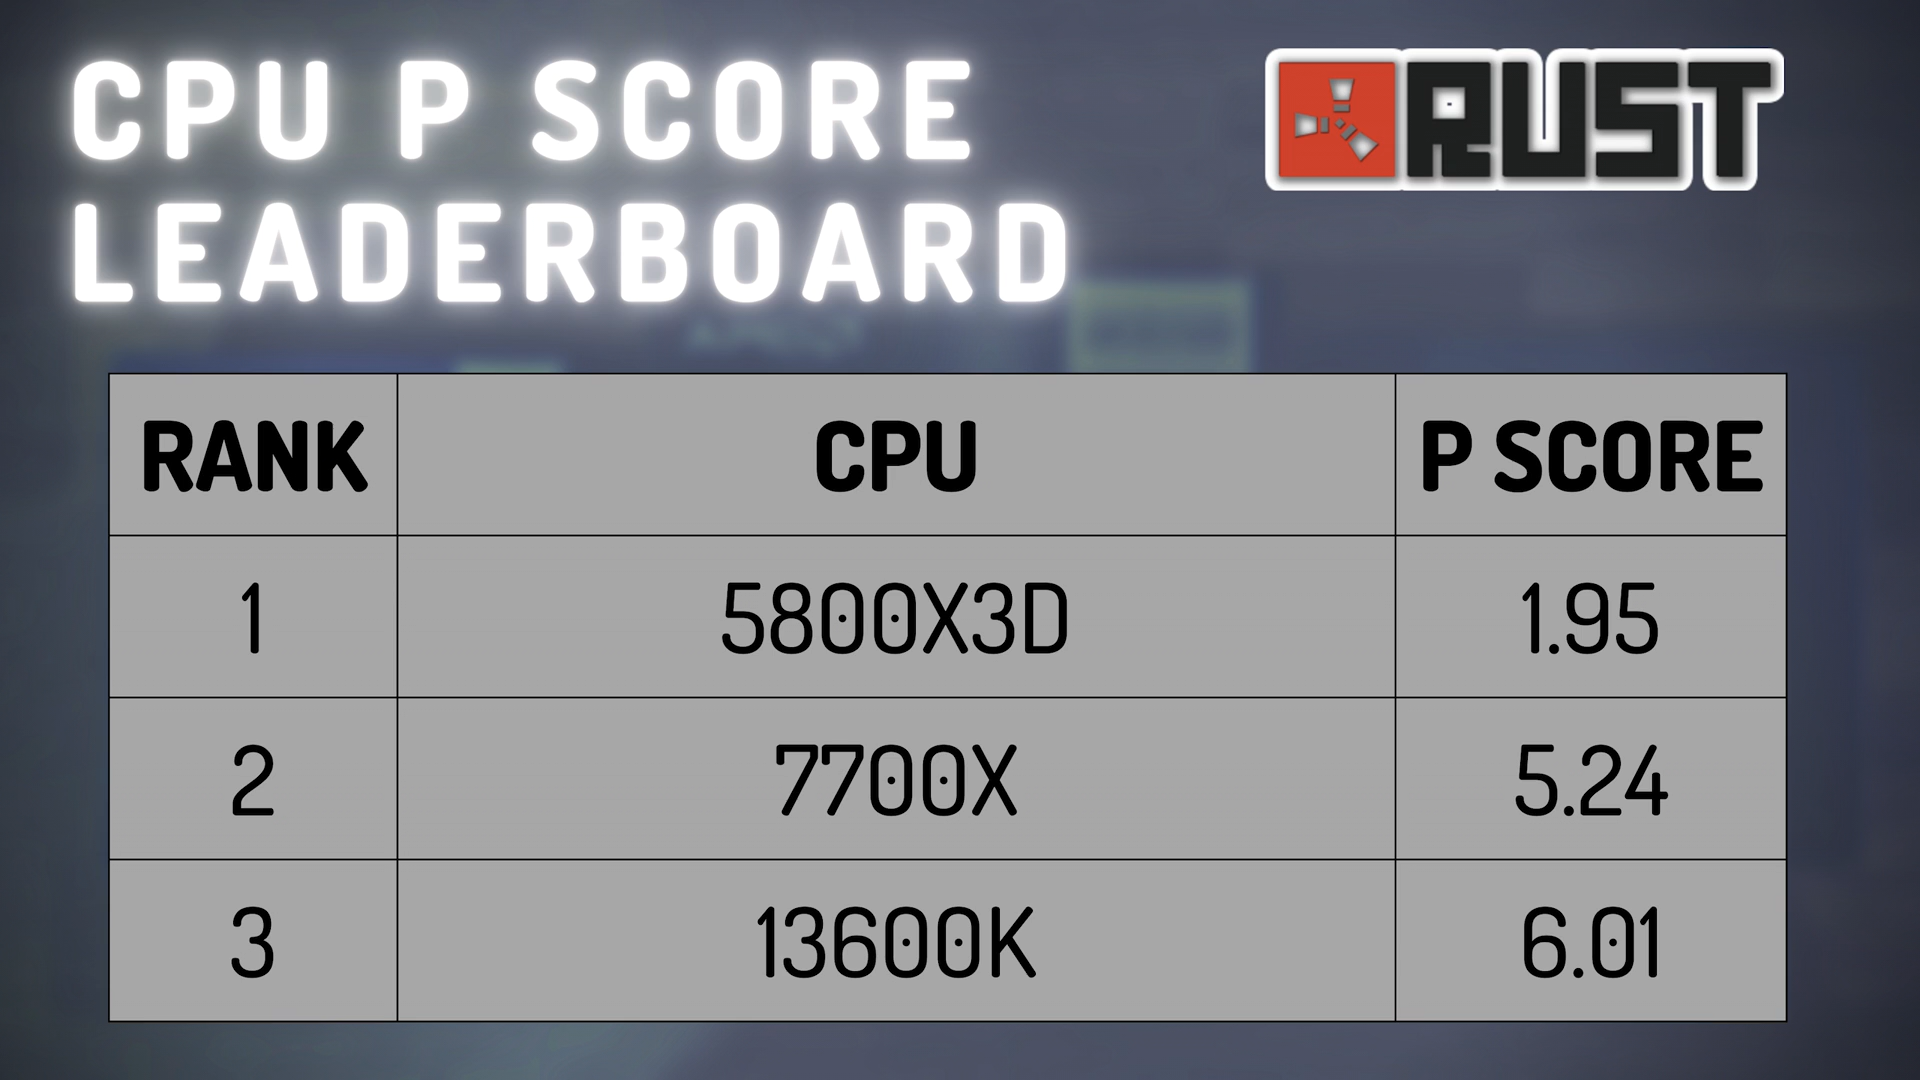 CPU P SCORE
LEADERBOARD
RUST
RANK CPU P SCORE
1 5800X3D 1.95
2 7700X 5.24
3 13600K 6.01